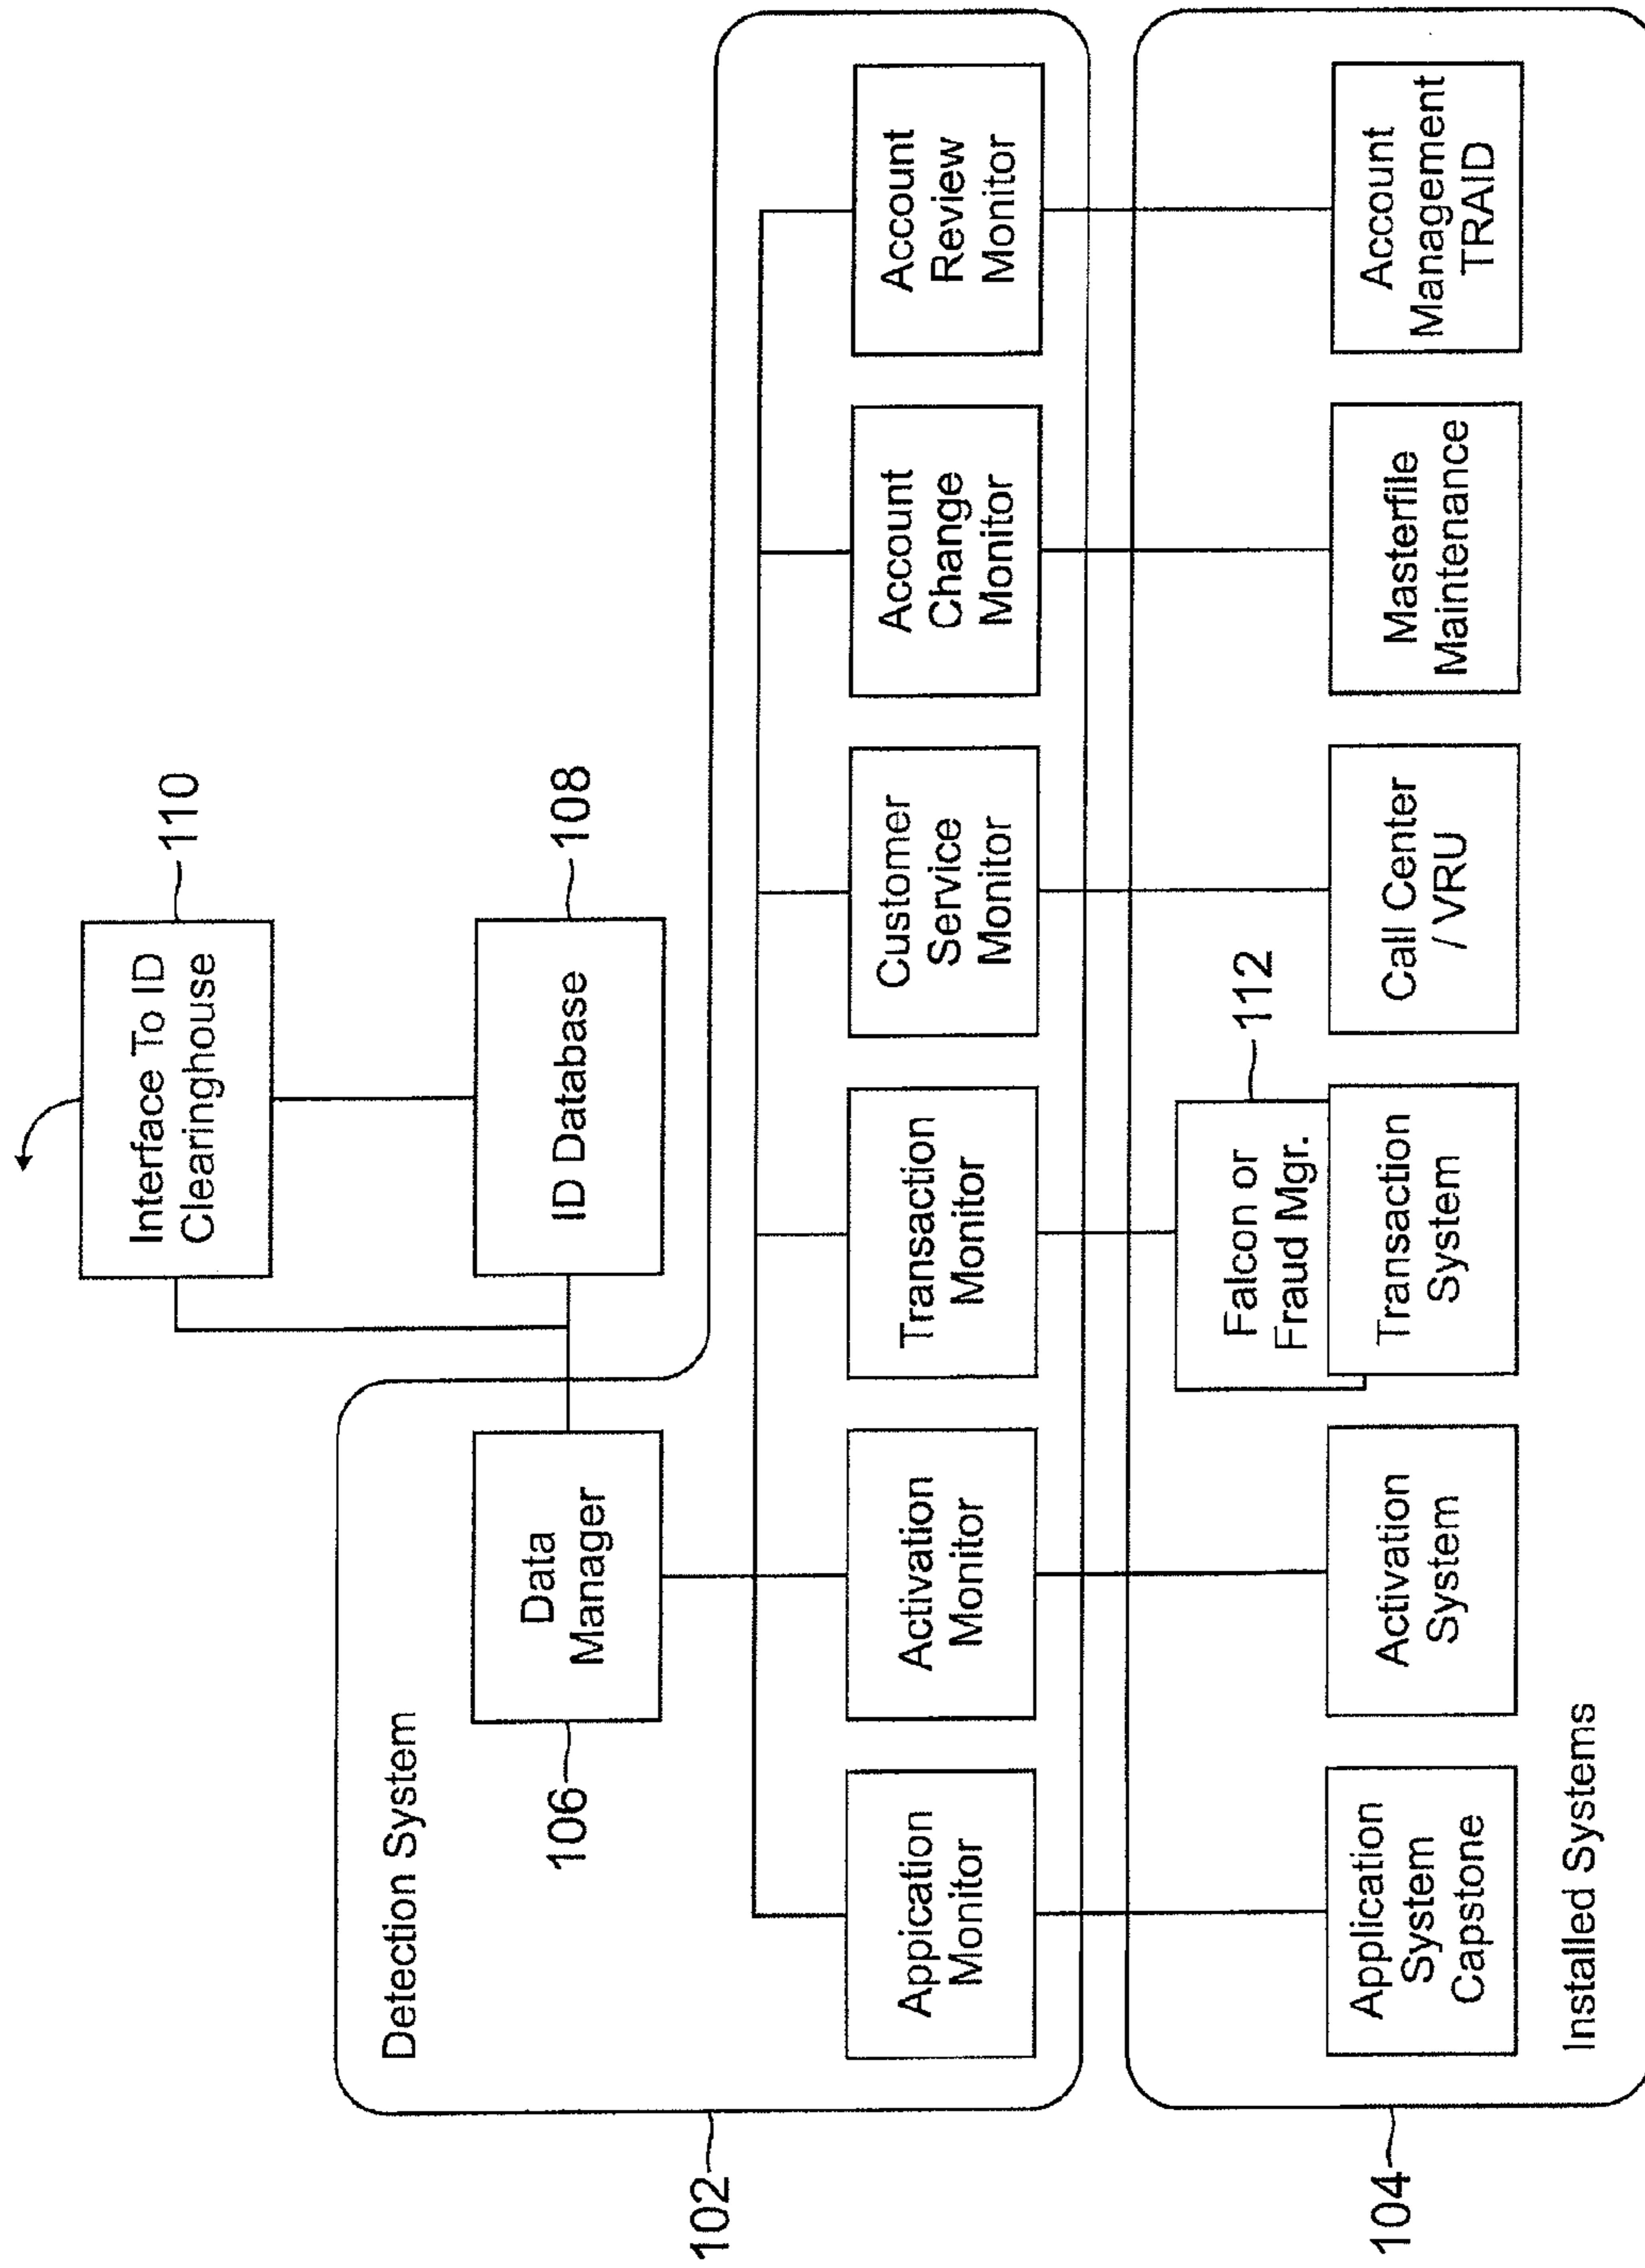 110
Interface To ID
Clearinghouse
108
ID Database
Detection System
Data
Manager
106
102
Appication
Monitor
Activation
Monitor
Transaction
Monitor
Customer
Service
Monitor
Account
Change
Monitor
Account
Review
Monitor
112
Falcon or
Fraud Mgr.
104
Application
System
Capstone
Activation
System
Transaction
System
Call Center
/ VRU
Masterfile
Maintenance
Account
Management
TRAID
Installed Systems